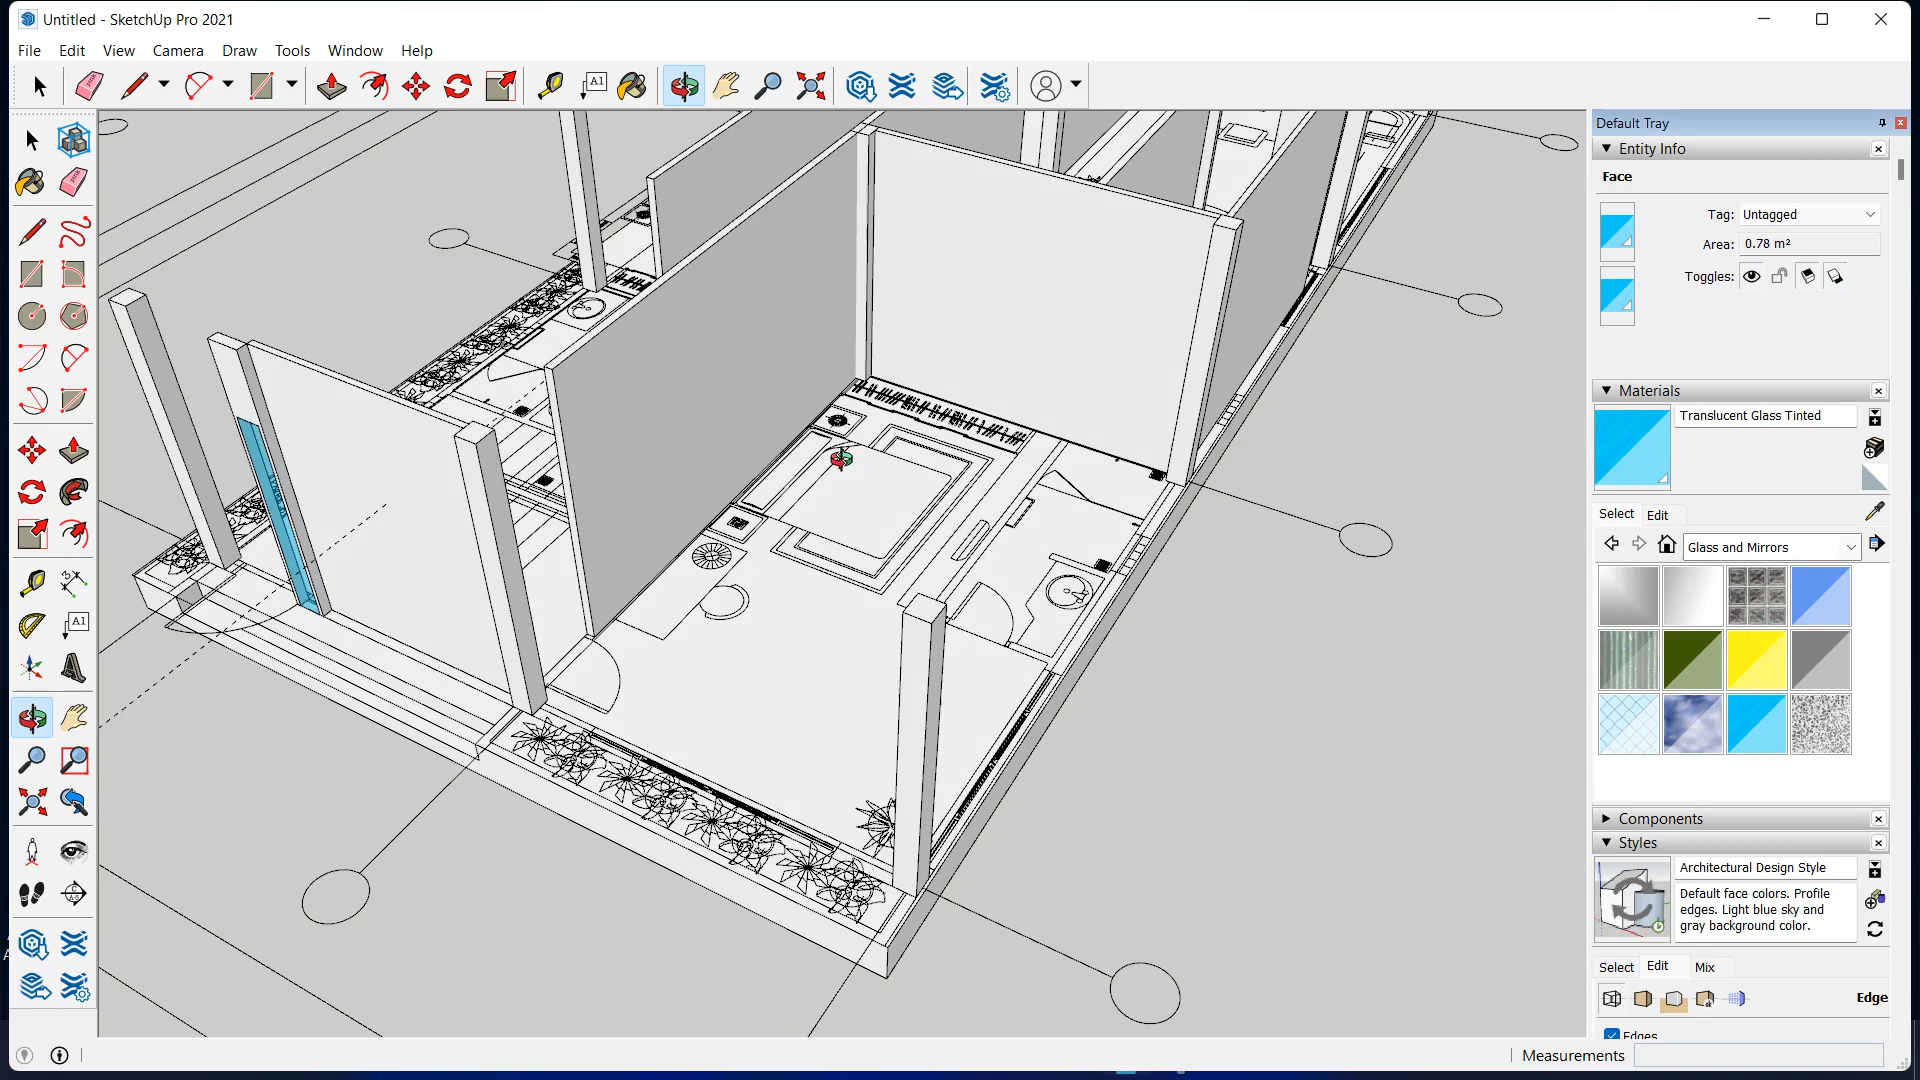 Untitled - SketchUp Pro 2021
File Edit View Camera Draw Tools Window Help
Default Tray
Entity Info
Face
Tag: Untagged
Area: 0.78 m²
Toggles:
Materials
Translucent Glass Tinted
Select Edit
Glass and Mirrors
Components
Styles
Architectural Design Style
Default face colors. Profile
edges. Light blue sky and
gray background color.
Select Edit Mix
Edge
Edges
Measurements